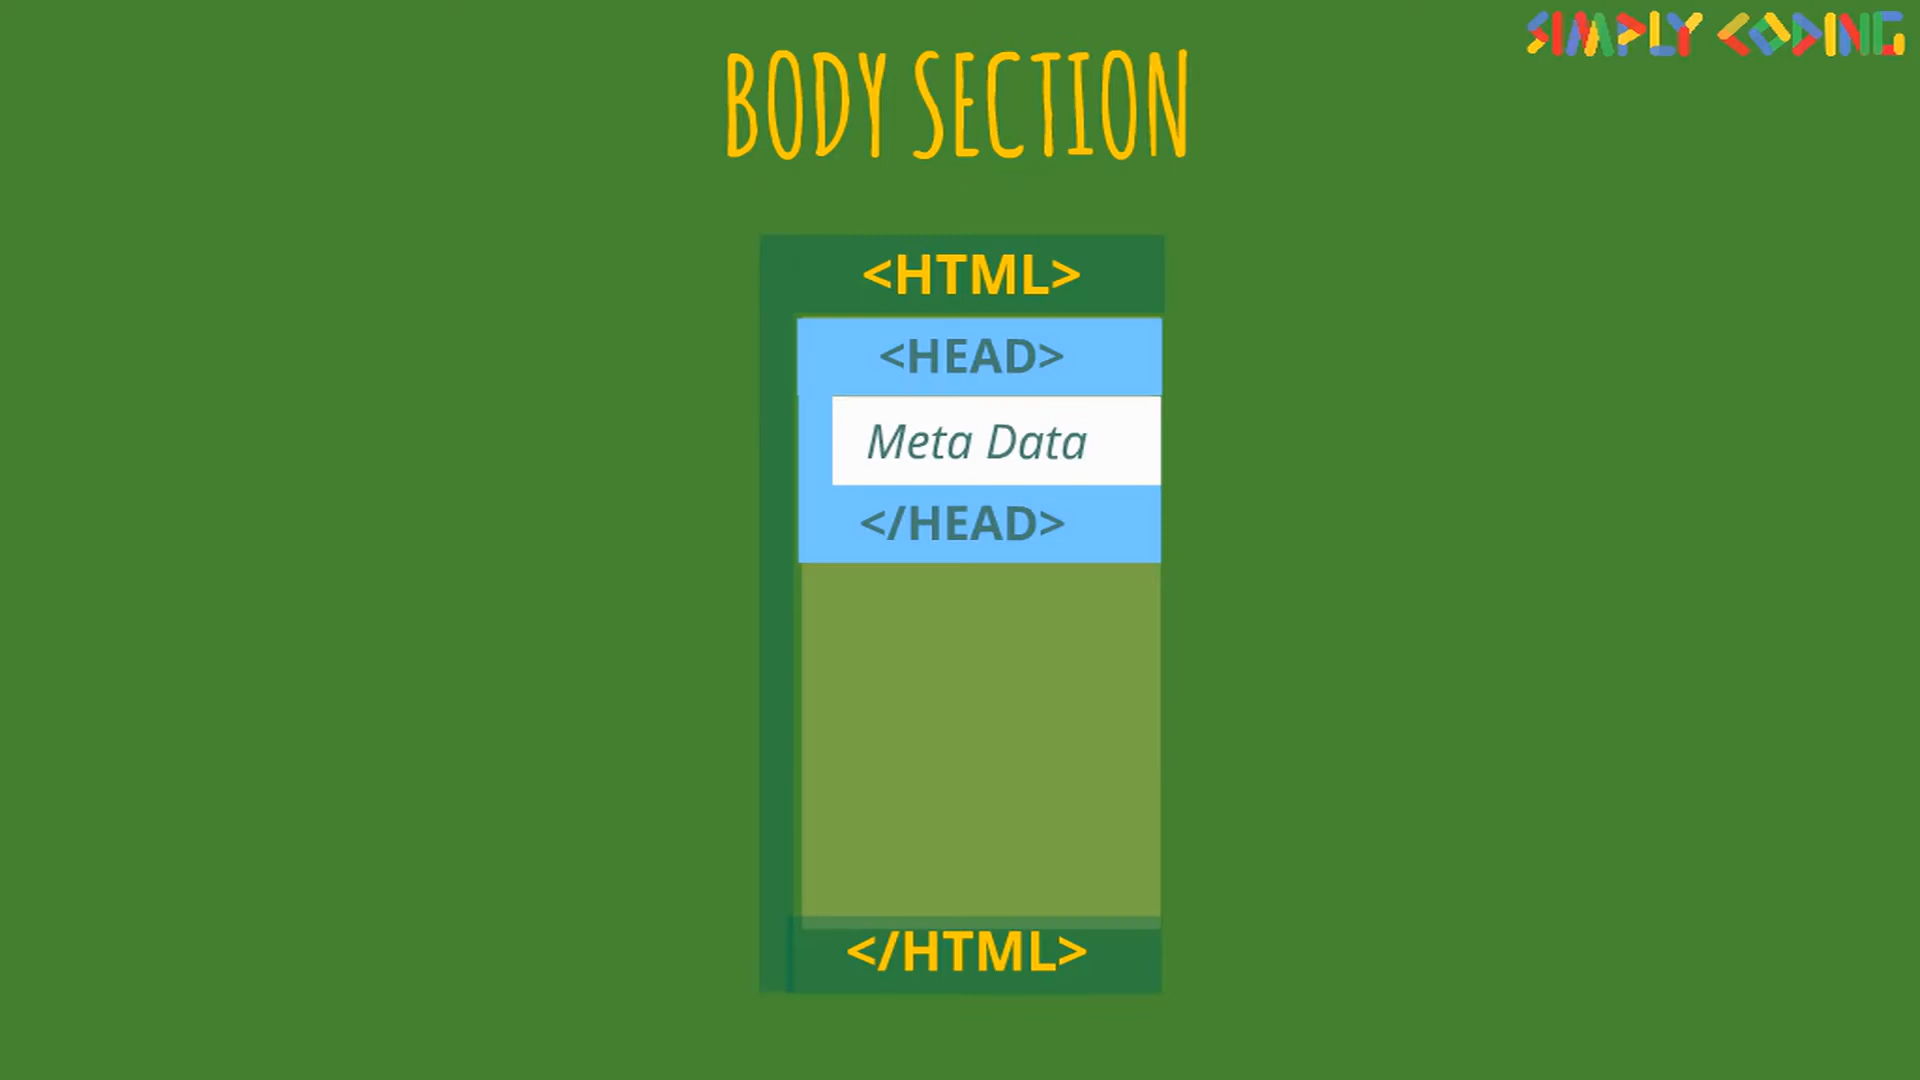 SIMPLY CODING
BODY SECTION
<HTML>
<HEAD>
Meta Data
</HEAD>
</HTML>